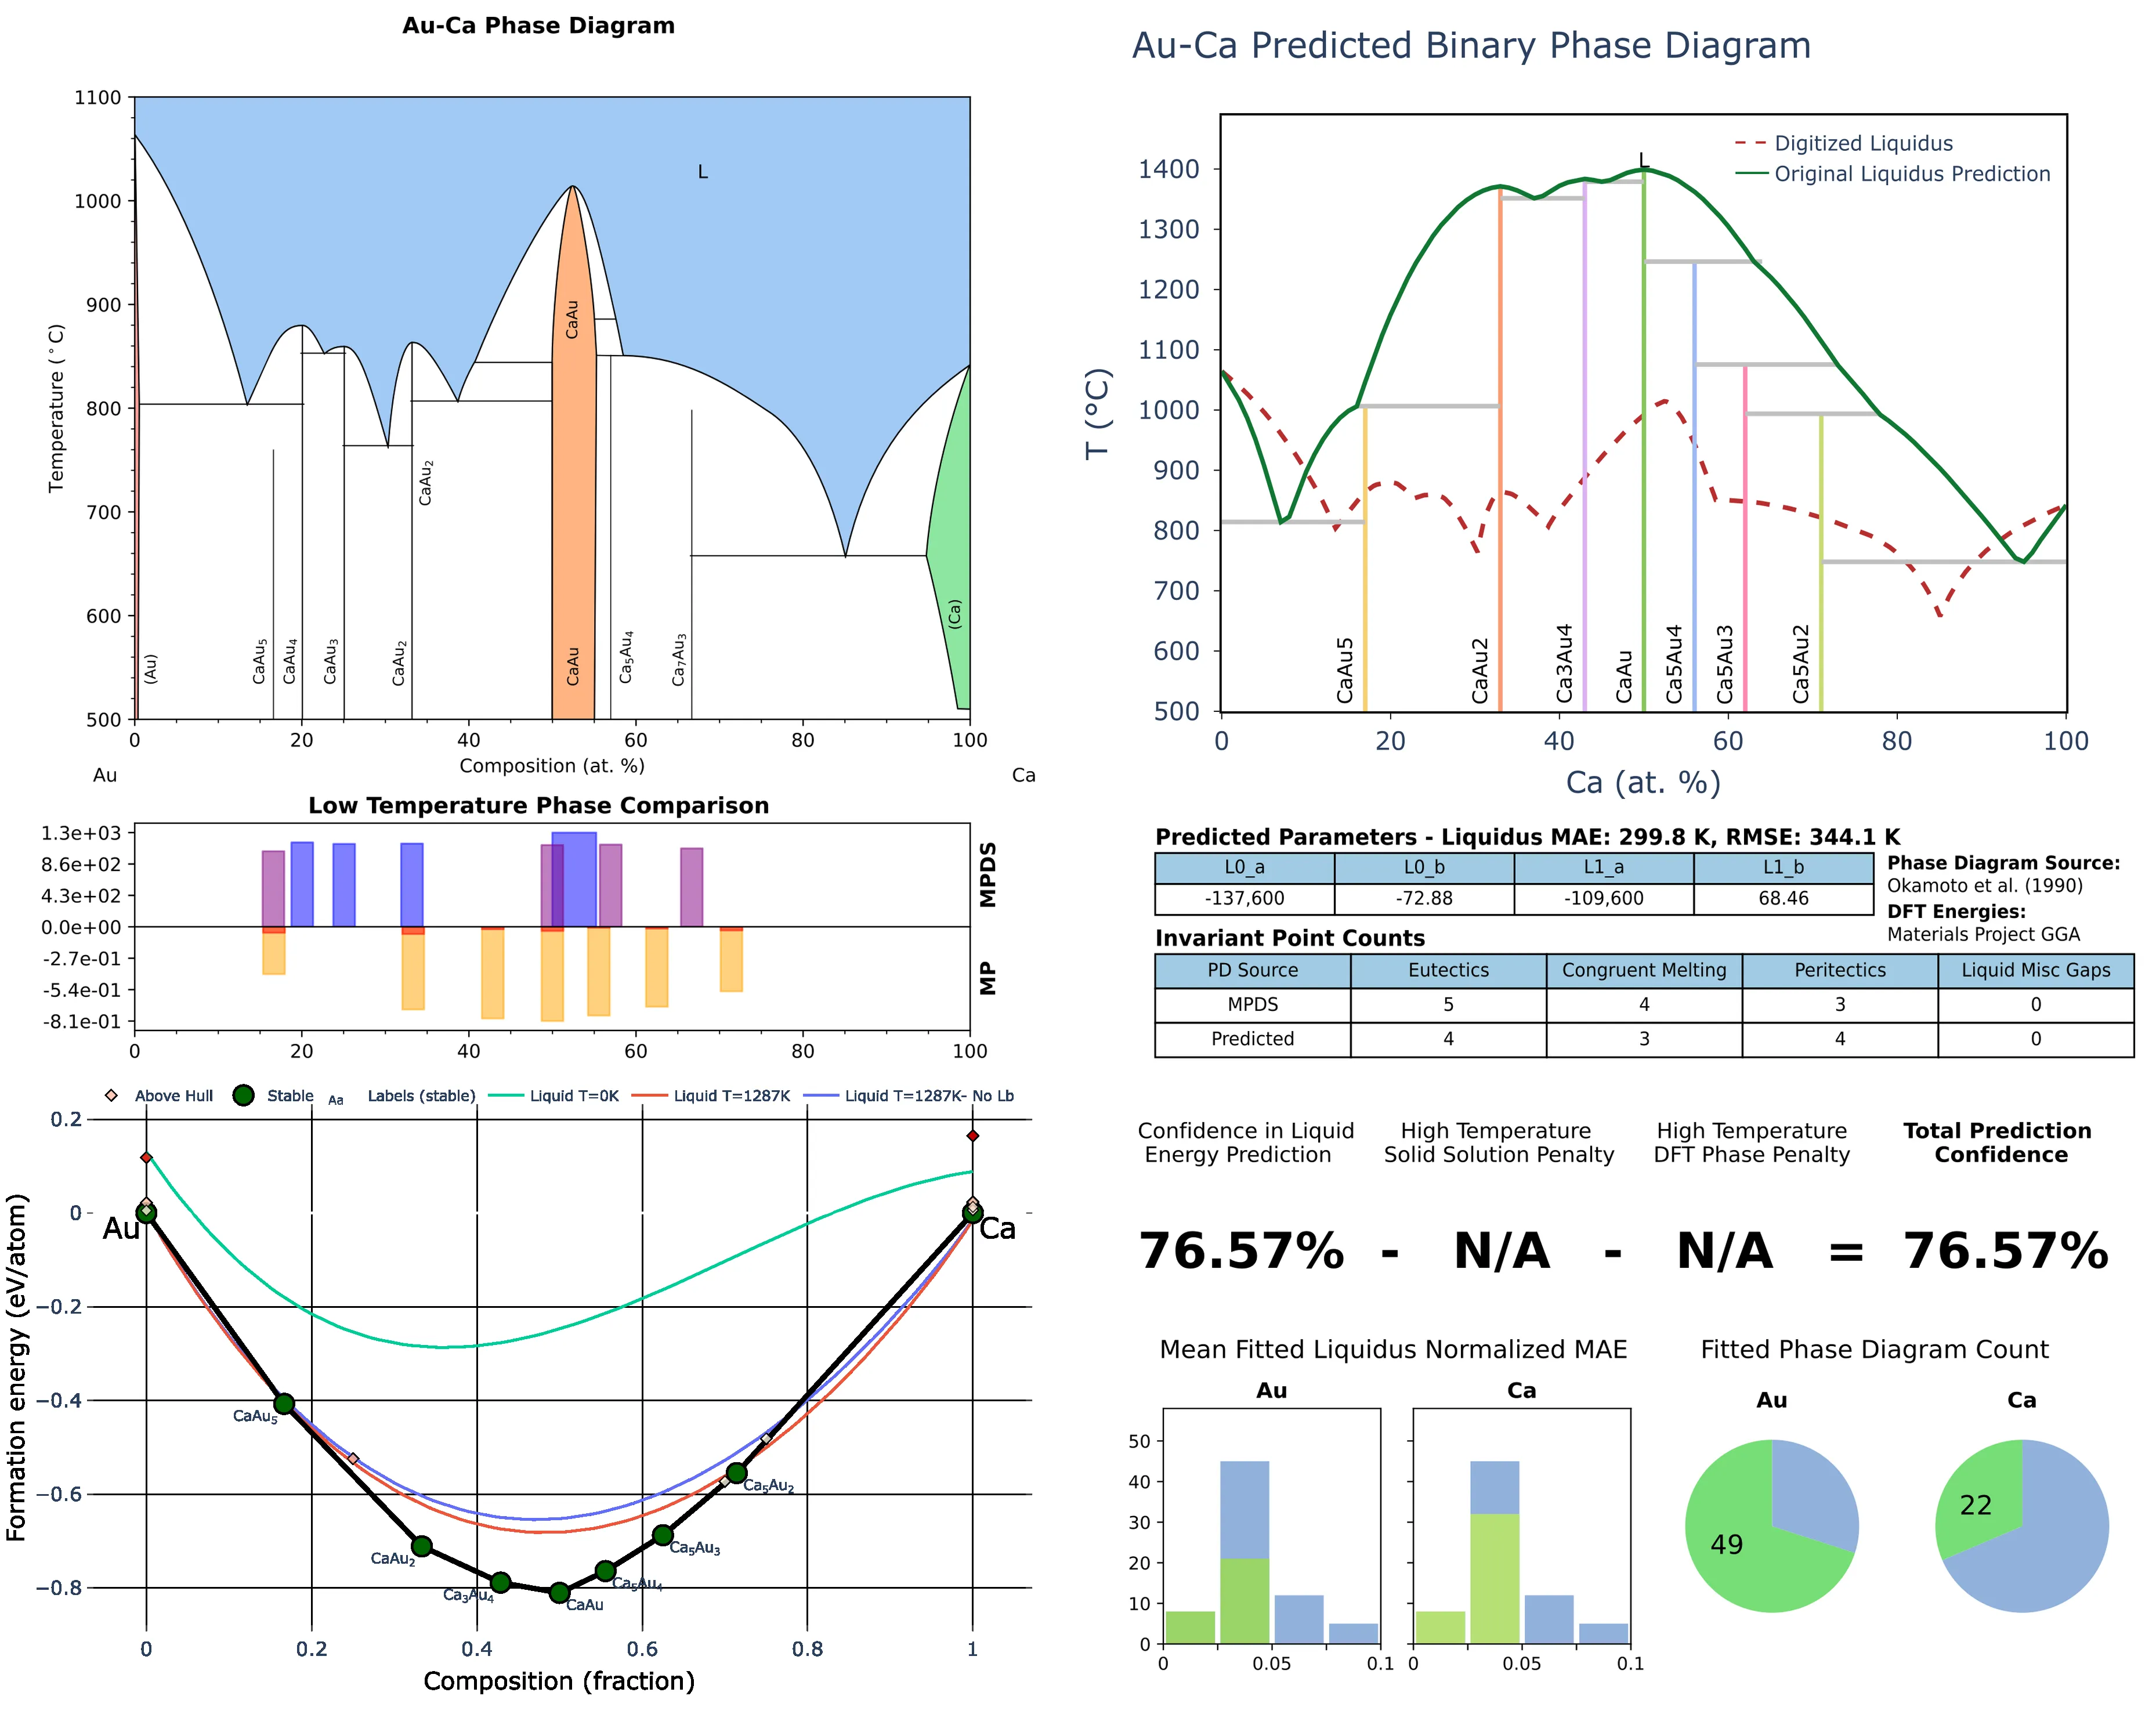 Au-Ca Phase Diagram
1100
1000
900
800
700
600
500
Temperature (°C)
L
CaAu
CaAu₂
(Au)
CaAu₅
CaAu₄
CaAu₃
CaAu₂
CaAu
Ca₅Au₄
Ca₇Au₃
(Ca)
0 20 40 60 80 100
Composition (at. %)
Au Ca
Low Temperature Phase Comparison
1.3e+03
8.6e+02
4.3e+02
0.0e+00
-2.7e-01
-5.4e-01
-8.1e-01
MPDS
MP
0 20 40 60 80 100
Above Hull Stable Aa Labels (stable) Liquid T=0K Liquid T=1287K Liquid T=1287K- No Lb
0.2
0
−0.2
−0.4
−0.6
−0.8
Formation energy (eV/atom)
Au
Ca
CaAu₅
CaAu₂
Ca₃Au₄
CaAu
Ca₅Au₄
Ca₅Au₃
Ca₅Au₂
0 0.2 0.4 0.6 0.8 1
Composition (fraction)
Au-Ca Predicted Binary Phase Diagram
1400
1300
1200
1100
1000
900
800
700
600
500
T (°C)
L
Digitized Liquidus
Original Liquidus Prediction
CaAu5
CaAu2
Ca3Au4
CaAu
Ca5Au4
Ca5Au3
Ca5Au2
0 20 40 60 80 100
Ca (at. %)
Predicted Parameters - Liquidus MAE: 299.8 K, RMSE: 344.1 K
L0_a L0_b L1_a L1_b
-137,600 -72.88 -109,600 68.46
Phase Diagram Source:
Okamoto et al. (1990)
DFT Energies:
Materials Project GGA
Invariant Point Counts
PD Source Eutectics Congruent Melting Peritectics Liquid Misc Gaps
MPDS 5 4 3 0
Predicted 4 3 4 0
Confidence in Liquid
Energy Prediction
High Temperature
Solid Solution Penalty
High Temperature
DFT Phase Penalty
Total Prediction
Confidence
76.57% - N/A - N/A = 76.57%
Mean Fitted Liquidus Normalized MAE
Au Ca
50
40
30
20
10
0
0 0.05 0.1
0 0.05 0.1
Fitted Phase Diagram Count
Au Ca
49
22